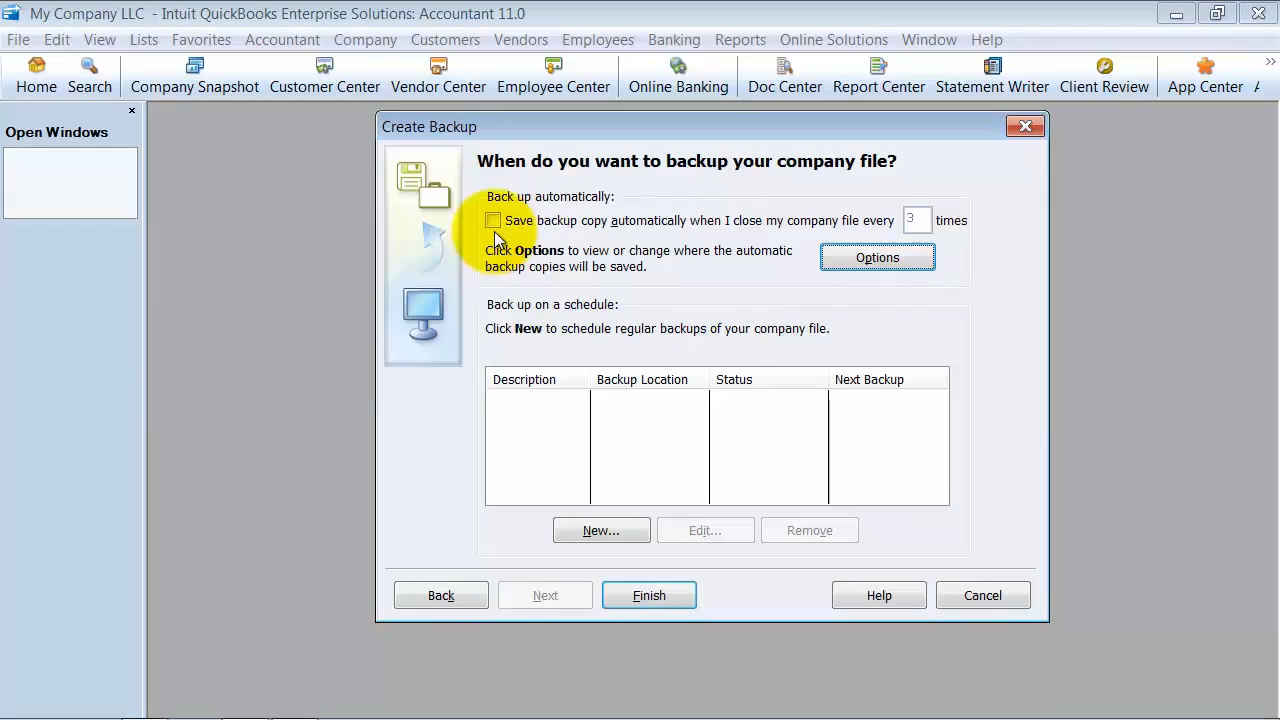 My Company LLC - Intuit QuickBooks Enterprise Solutions: Accountant 11.0
File Edit View Lists Favorites Accountant Company Customers Vendors Employees Banking Reports Online Solutions Window Help
Home Search Company Snapshot Customer Center Vendor Center Employee Center Online Banking Doc Center Report Center Statement Writer Client Review App Center
Open Windows
Create Backup
When do you want to backup your company file?
Back up automatically:
Save backup copy automatically when I close my company file every 3 times
Click Options to view or change where the automatic
backup copies will be saved.
Options
Back up on a schedule:
Click New to schedule regular backups of your company file.
Description Backup Location Status Next Backup
New... Edit... Remove
Back Next Finish Help Cancel